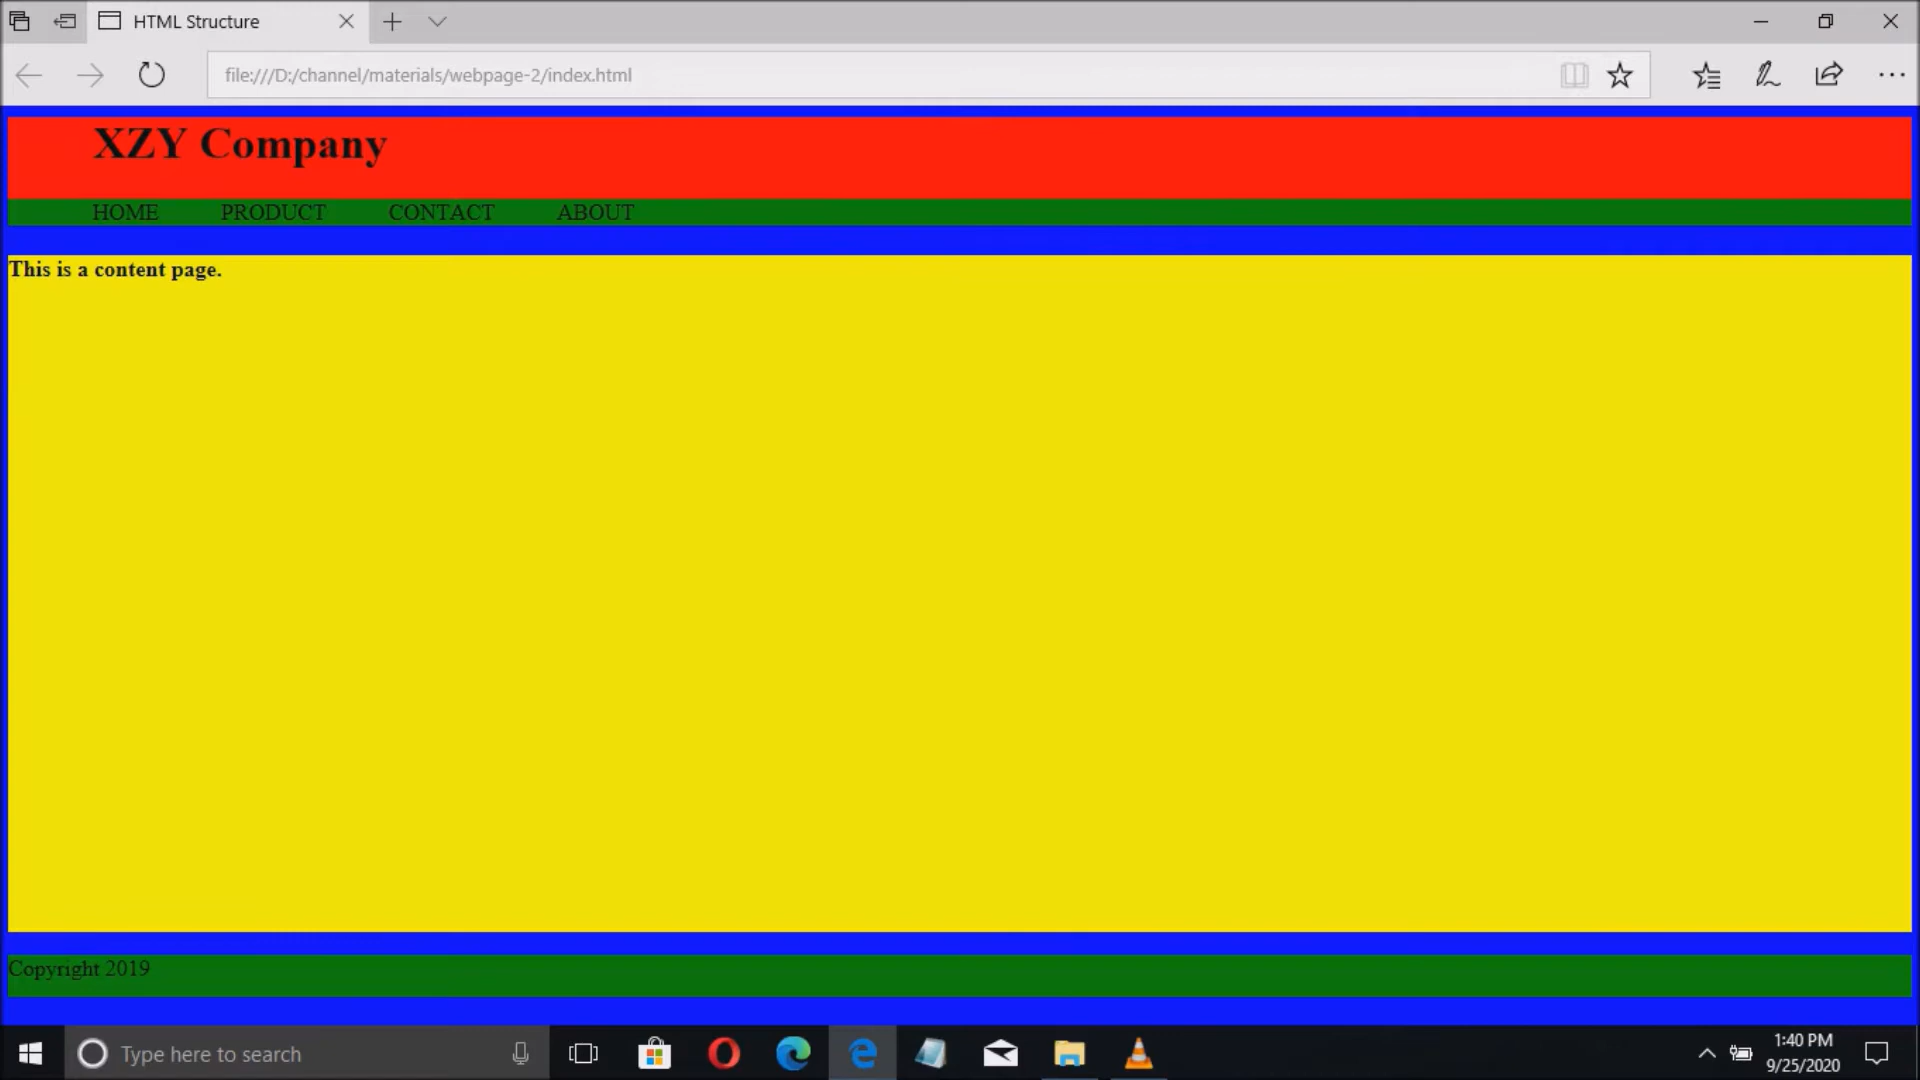 HTML Structure
file:///D:/channel/materials/webpage-2/index.html
XZY Company
HOME PRODUCT CONTACT ABOUT
This is a content page.
Copyright 2019
Type here to search
1:40 PM
9/25/2020